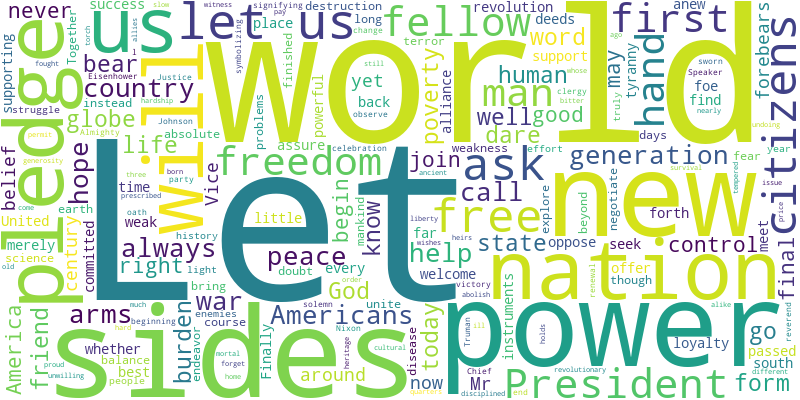 world
Let
new
power
sides
nation
us
let us
will
pledge
citizens
President
freedom
free
ask
fellow
first
hand
man
country
Americans
generation
human
word
bear
hope
globe
poverty
well
dare
good
may
tyranny
yet
back
foe
find
join
call
help
state
control
final
peace
know
begin
life
right
always
arms
war
God
burden
today
now
Mr
form
go
friend
America
century
belief
time
Vice
never
supporting
success
Together
place
long
destruction
revolution
deeds
anew
forebears
witness
signifying
pay
symbolizing
finished
change
terror
support
alliance
powerful
problems
observe
still
allies
torch
fought
Eisenhower
Justice
hardship
Johnson
struggle
instead
Almighty
absolute
permit
generosity
United
come
old
merely
science
committed
earth
weak
three
born
party
prescribed
oath
history
light
bring
doubt
every
assure
celebration
ancient
mankind
liberty
wishes
heirs
far
weakness
effort
explore
beyond
negotiate
oppose
forth
seek
days
fear
year
undoing
nearly
truly
ago
whose
clergy
bitter
sworn
Speaker
survival
tempered
issue
price
meet
offer
though
renewal
abolish
victory
welcome
little
order
solemn
unite
enemies
course
endeavor
much
beginning
hard
whether
balance
best
people
proud
unwilling
mortal
forget
home
Finally
Nixon
heritage
cultural
around
disease
quarters
disciplined
Chief
Truman
ill
end
holds
revolutionary
instruments
loyalty
passed
south
different
alike
reverend